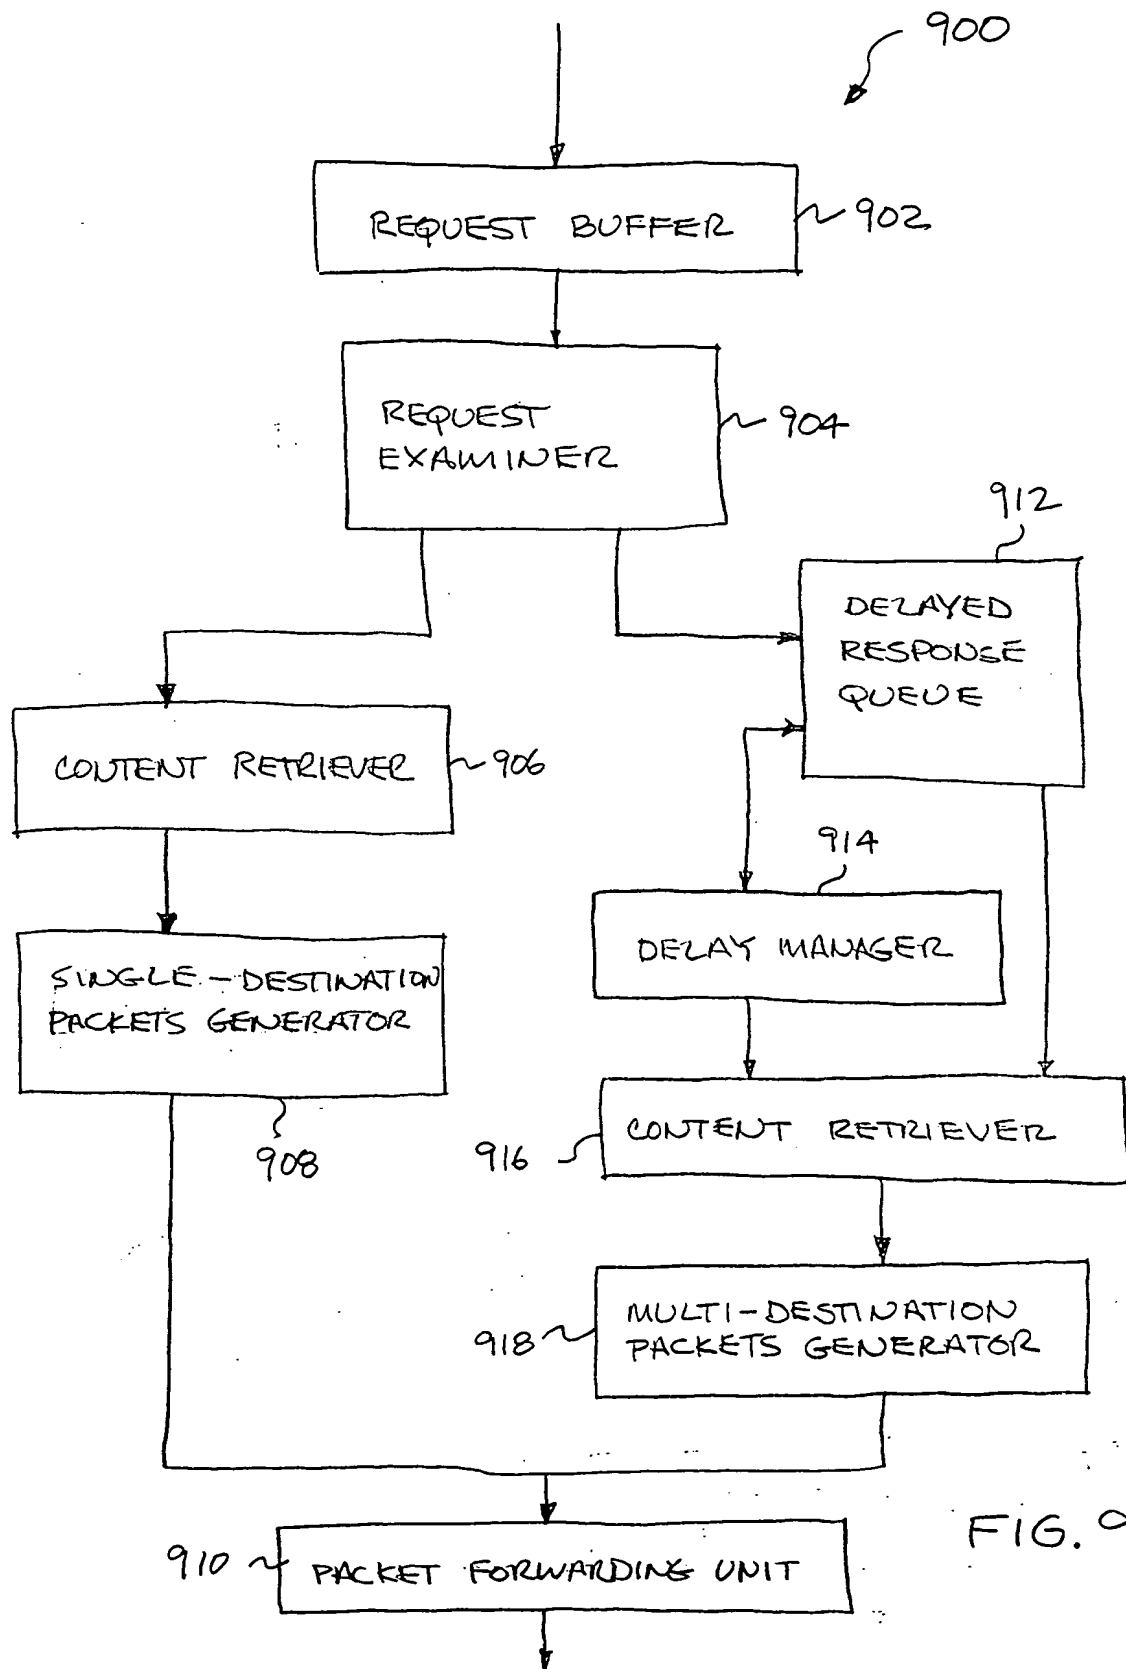 900
REQUEST BUFFER
902
REQUEST
EXAMINER
904
912
DELAYED
RESPONSE
QUEUE
CONTENT RETRIEVER
906
914
DELAY MANAGER
SINGLE-DESTINATION
PACKETS GENERATOR
908
CONTENT RETRIEVER
916
MULTI-DESTINATION
PACKETS GENERATOR
918
FIG. 9
910
PACKET FORWARDING UNIT